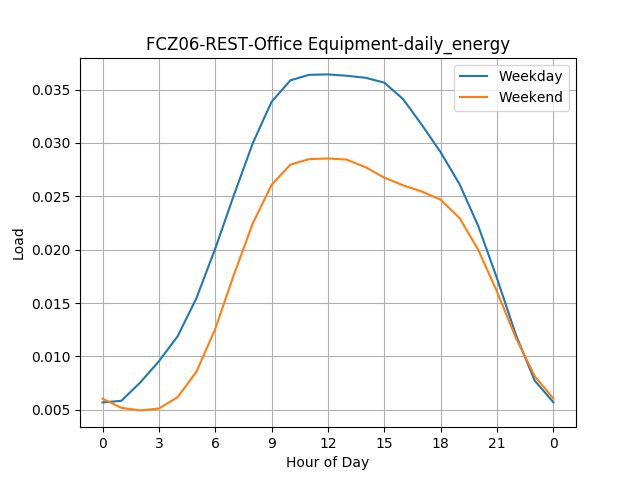 FCZ06-REST-Office Equipment-daily_energy
Weekday
Weekend
0.035
0.030
0.025
0.020
0.015
0.010
0.005
Load
0 3 6 9 12 15 18 21 0
Hour of Day